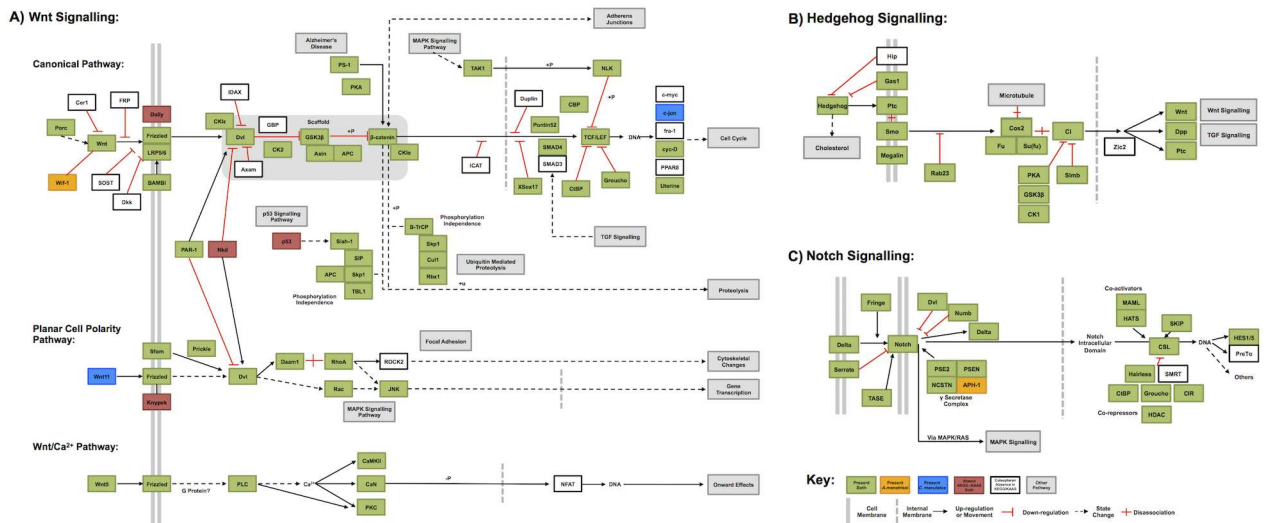 A) Wnt Signalling:
Canonical Pathway:
Alzheimer's
Disease
PS-1
PKA
MAPK Signalling
Pathway
TAK1
+P
NLK
+P
Adherens
Junctions
Cer1
FRP
Dally
IDAX
Scaffold
Porc
Wnt
Frizzled
LRP5/6
CKIε
Dvl
GBP
GSK3β
+P
β-catenin
CK2
Axin
APC
CKIα
Axam
Wif-1
SOST
Dkk
BAMBI
Duplin
CBP
Pontin52
SMAD4
SMAD3
TCF/LEF
DNA
ICAT
XSox17
CtBP
Groucho
c-myc
c-jun
fra-1
cyc-D
PPARδ
Uterine
Cell Cycle
TGF Signalling
PAR-1
Nkd
p53 Signalling
Pathway
p53
Siah-1
SIP
APC
Skp1
TBL1
Phosphorylation
Independence
+P
Phosphorylation
Independence
B-TrCP
Skp1
Cul1
Rbx1
Ubiquitin Mediated
Proteolysis
+u
Proteolysis
Planar Cell Polarity
Pathway:
Prickle
Wnt11
Frizzled
Knypek
Dvl
Daam1
RhoA
ROCK2
Focal Adhesion
Rac
JNK
MAPK Signalling
Pathway
Cytoskeletal
Changes
Gene
Transcription
Wnt/Ca²⁺ Pathway:
Wnt5
Frizzled
G Protein?
PLC
Ca²⁺
CaMKII
CaN
PKC
-P
NFAT
DNA
Onward Effects
B) Hedgehog Signalling:
Hip
Gas1
Hedgehog
Ptc
Smo
Megalin
Cholesterol
Rab23
Microtubule
Cos2
Fu
Su(fu)
Ci
PKA
GSK3β
CK1
Slmb
Zic2
Wnt
Dpp
Ptc
Wnt Signalling
TGF Signalling
C) Notch Signalling:
Fringe
Dvl
Numb
Delta
Delta
Notch
Serrate
TASE
PSE2
PSEN
NCSTN
APH-1
γ Secretase
Complex
Via MAPK/RAS
MAPK Signalling
Notch
Intracellular
Domain
Co-activators
MAML
HATS
SKIP
CSL
DNA
HES1/5
PreTα
Others
Hairless
SMRT
CtBP
Groucho
CIR
Co-repressors
HDAC
Key:
Present
Both
Present
A.menetriesi
Present
C. maculatus
Other
Pathway
Cell
Membrane
Internal
Membrane
Up-regulation
or Movement
Down-regulation
State
Change
Disassociation